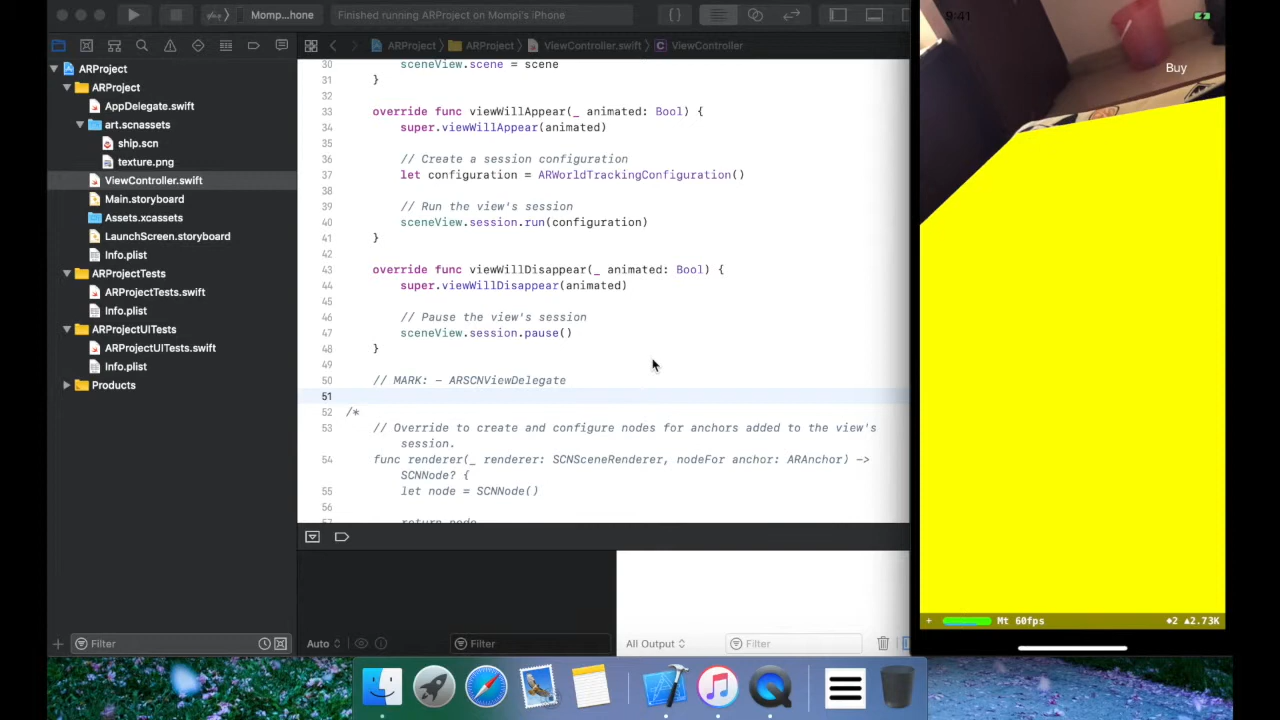 Momp...hone
Finished running ARProject on Mompi's iPhone
ARProject
ARProject
ViewController.swift
ViewController
ARProject
ARProject
AppDelegate.swift
art.scnassets
ship.scn
texture.png
ViewController.swift
Main.storyboard
Assets.xcassets
LaunchScreen.storyboard
Info.plist
ARProjectTests
ARProjectTests.swift
Info.plist
ARProjectUITests
ARProjectUITests.swift
Info.plist
Products
Filter
30 sceneView.scene = scene
31 }
32
33 override func viewWillAppear(_ animated: Bool) {
34 super.viewWillAppear(animated)
35
36 // Create a session configuration
37 let configuration = ARWorldTrackingConfiguration()
38
39 // Run the view's session
40 sceneView.session.run(configuration)
41 }
42
43 override func viewWillDisappear(_ animated: Bool) {
44 super.viewWillDisappear(animated)
45
46 // Pause the view's session
47 sceneView.session.pause()
48 }
49
50 // MARK: - ARSCNViewDelegate
51
52 /*
53 // Override to create and configure nodes for anchors added to the view's
session.
54 func renderer(_ renderer: SCNSceneRenderer, nodeFor anchor: ARAnchor) ->
SCNNode? {
55 let node = SCNNode()
56
57 return node
Auto
Filter
All Output
Filter
9:41
Buy
+ Mt 60fps ◆2 ▲2.73K